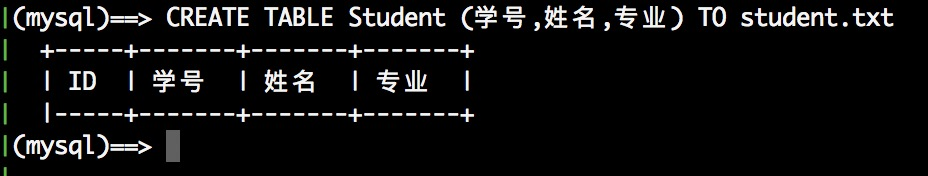 (mysql)==> CREATE TABLE Student (学号,姓名,专业) TO student.txt
+-----+-------+-------+-------+
| ID | 学号 | 姓名 | 专业 |
|-----+-------+-------+-------+
(mysql)==>